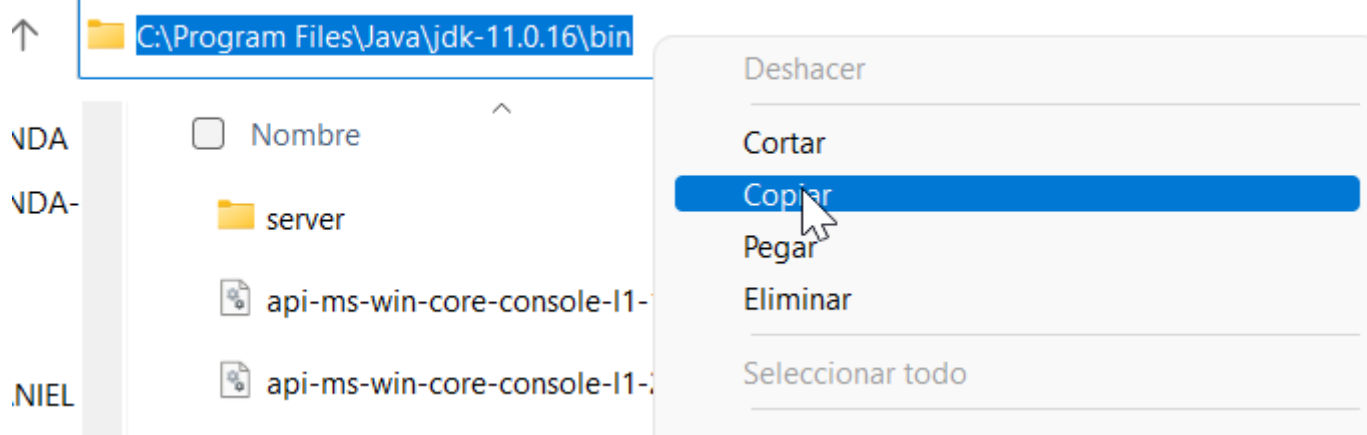 C:\Program Files\Java\jdk-11.0.16\bin
Deshacer
NDA
Nombre
Cortar
NDA-
server
Copiar
Pegar
api-ms-win-core-console-l1-
Eliminar
api-ms-win-core-console-l1-2
Seleccionar todo
NIEL